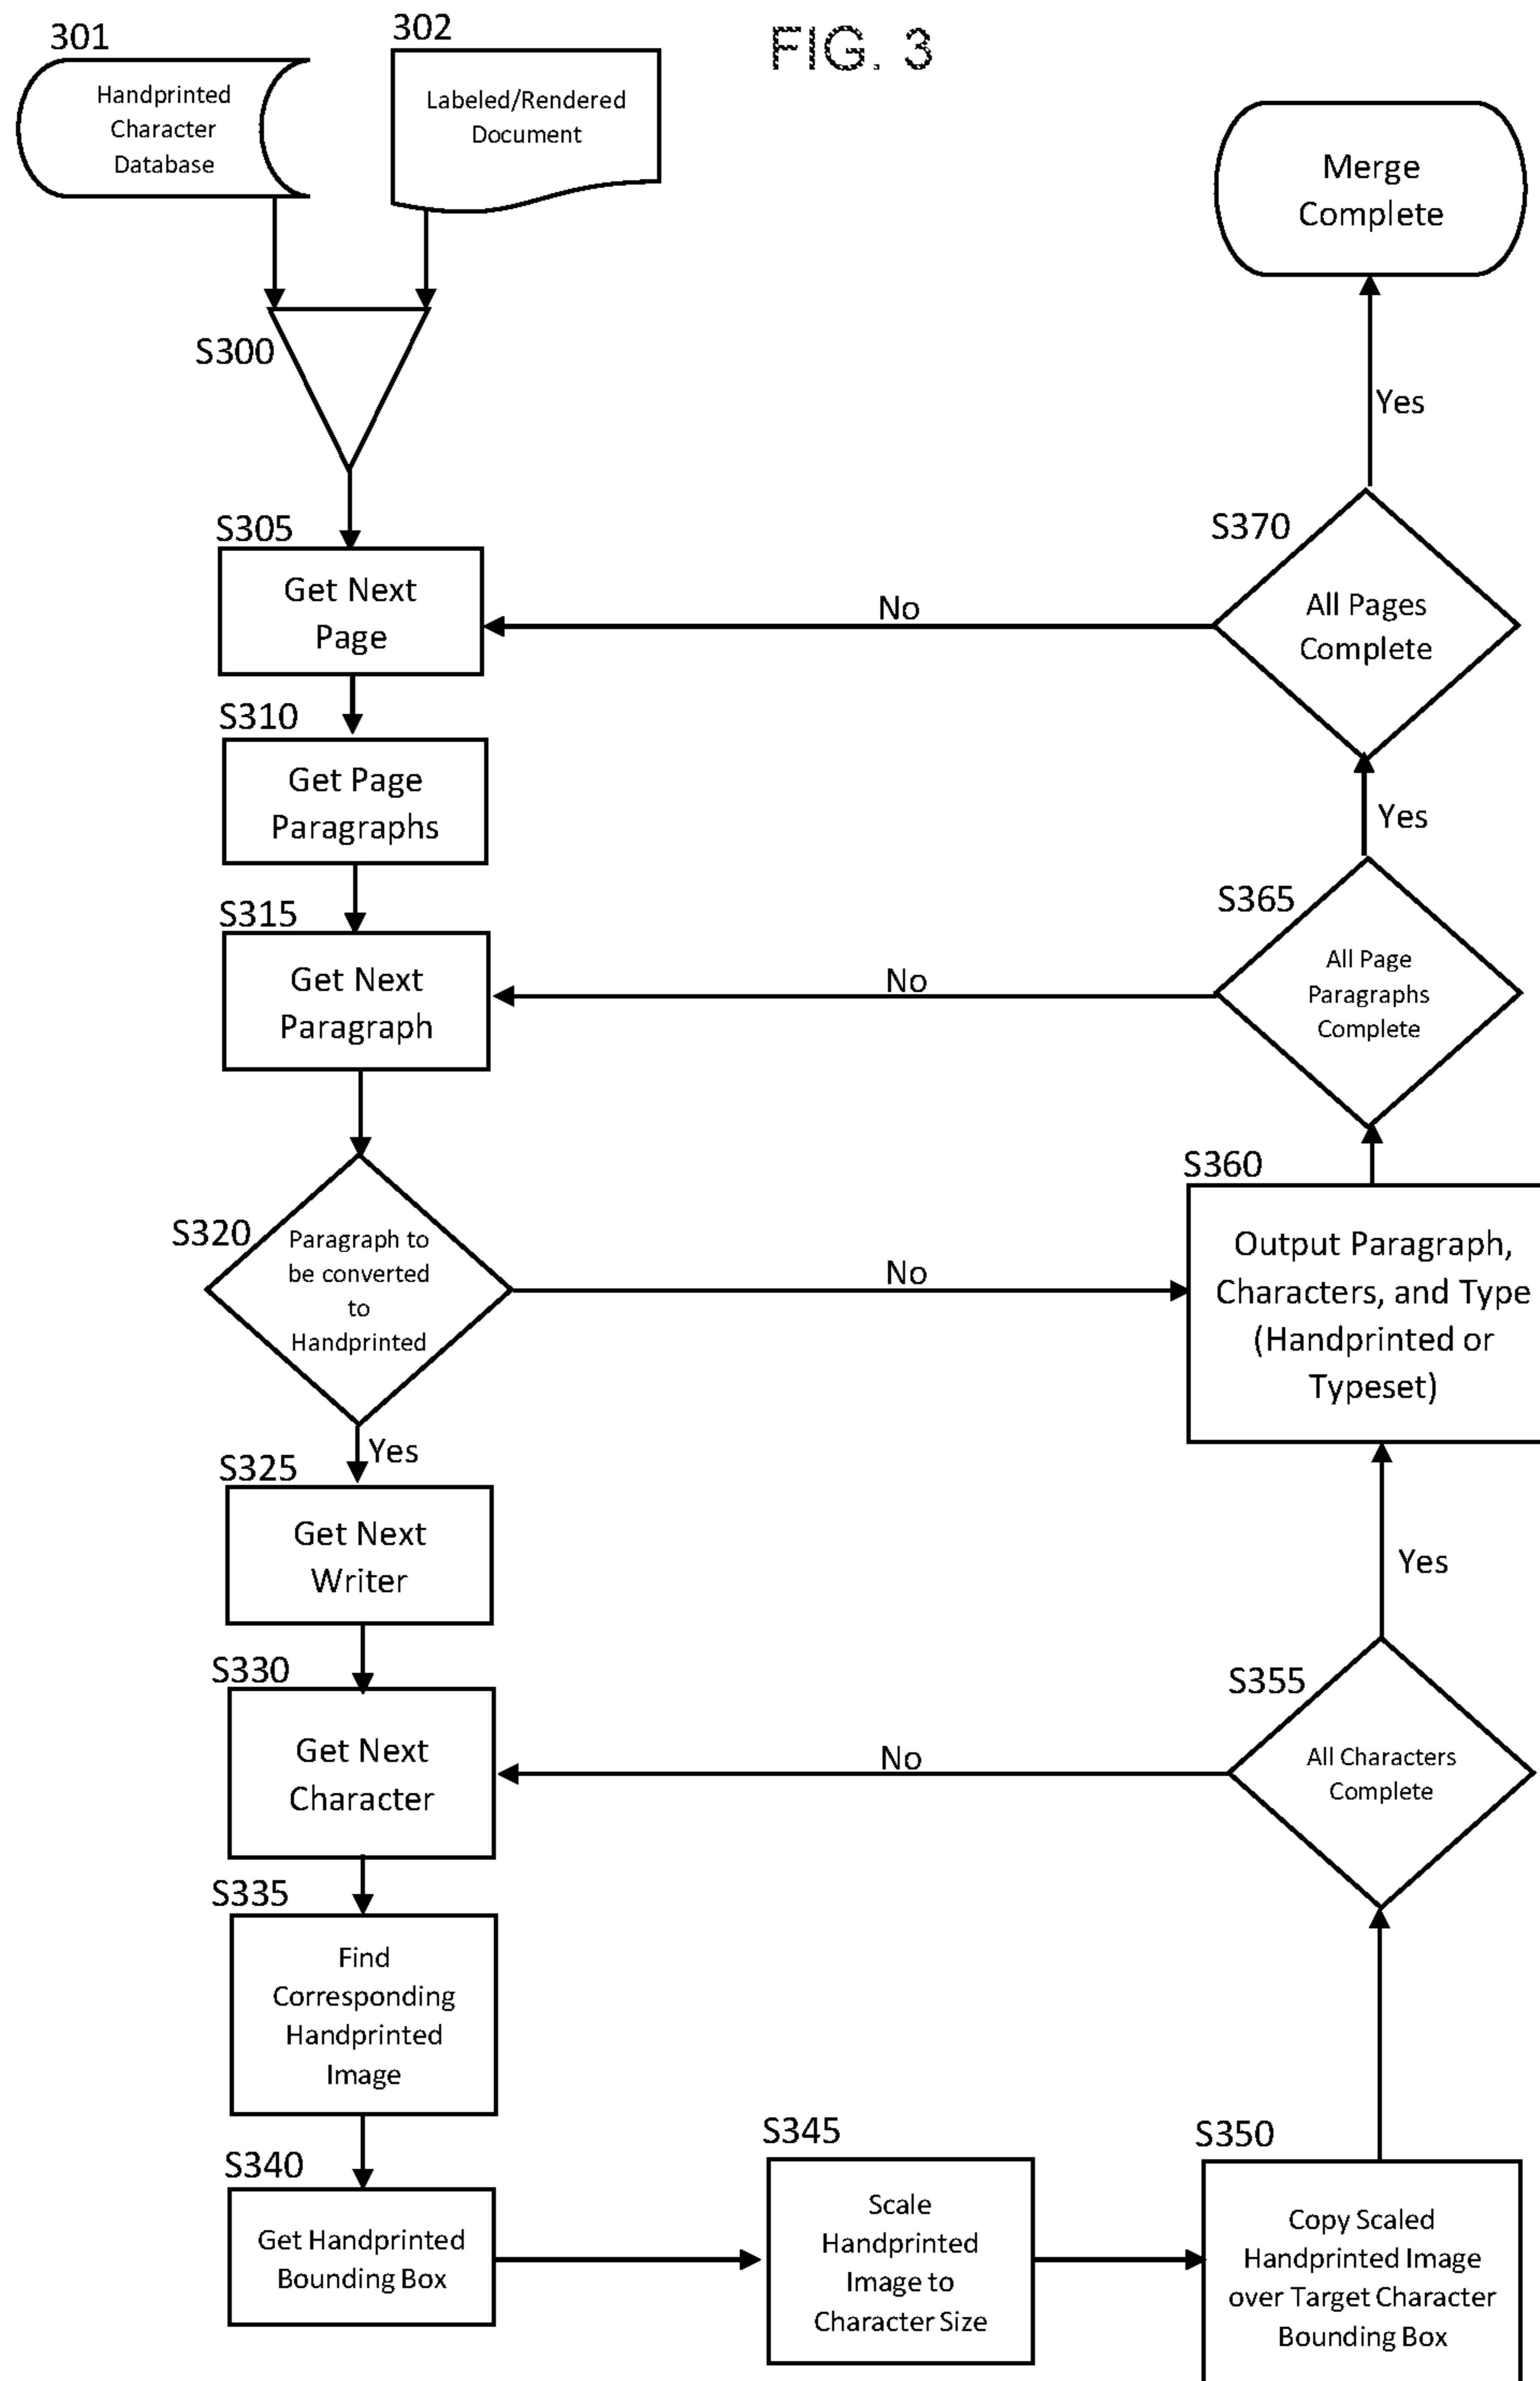 FIG. 3
301
Handprinted
Character
Database
302
Labeled/Rendered
Document
S300
S305
Get Next
Page
S310
Get Page
Paragraphs
S315
Get Next
Paragraph
S320
Paragraph to
be converted
to
Handprinted
No
Yes
S325
Get Next
Writer
S330
Get Next
Character
S335
Find
Corresponding
Handprinted
Image
S340
Get Handprinted
Bounding Box
S345
Scale
Handprinted
Image to
Character Size
S350
Copy Scaled
Handprinted Image
over Target Character
Bounding Box
S355
All Characters
Complete
No
Yes
S360
Output Paragraph,
Characters, and Type
(Handprinted or
Typeset)
S365
All Page
Paragraphs
Complete
No
Yes
S370
All Pages
Complete
No
Yes
Merge
Complete